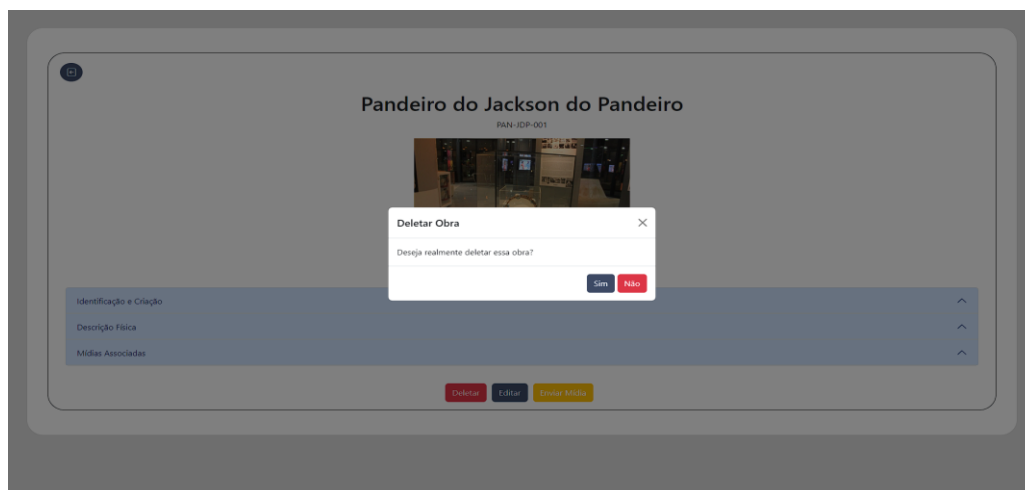 Pandeiro do Jackson do Pandeiro
PAN-JDP-001
Deletar Obra
Deseja realmente deletar essa obra?
Sim Não
Identificação e Criação
Descrição Física
Mídias Associadas
Deletar Editar Enviar Mídia